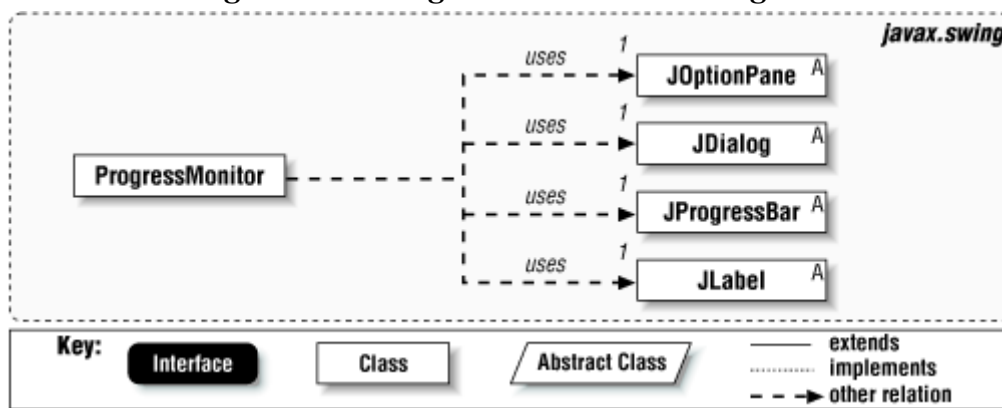 javax.swing
uses 1
JOptionPane A
uses 1
JDialog A
ProgressMonitor
uses 1
JProgressBar A
uses 1
JLabel A
Key:
Interface
Class
Abstract Class
extends
implements
other relation